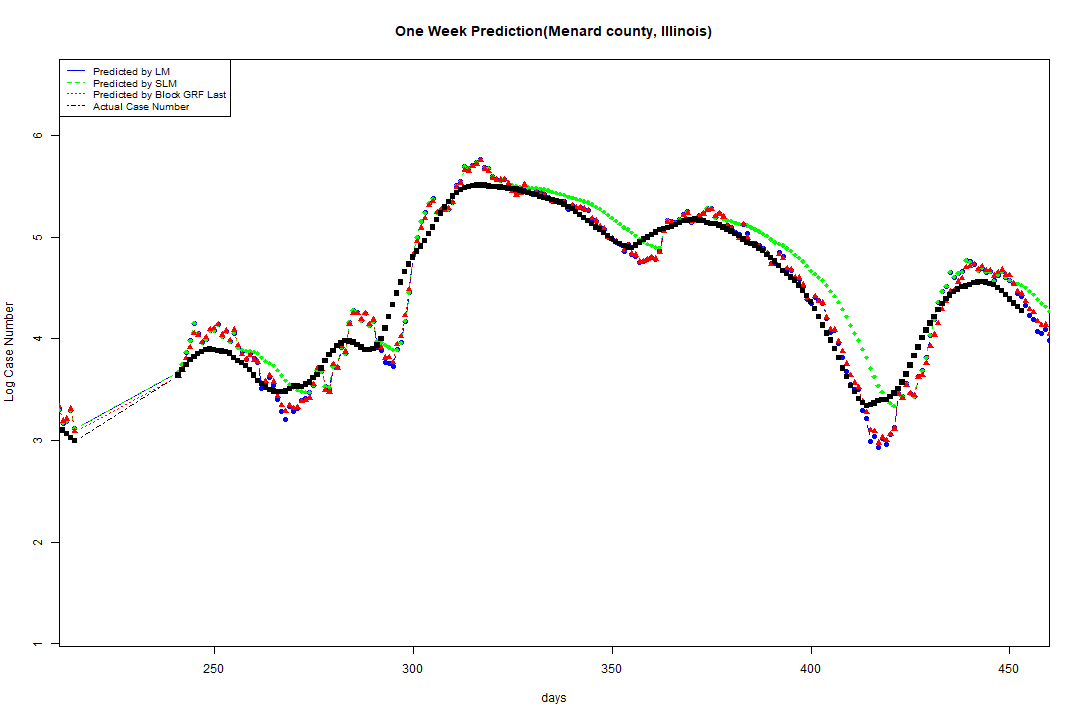 One Week Prediction(Menard county, Illinois)
Predicted by LM
Predicted by SLM
Predicted by Block GRF Last
Actual Case Number
Log Case Number
6
5
4
3
2
1
250
300
350
400
450
days